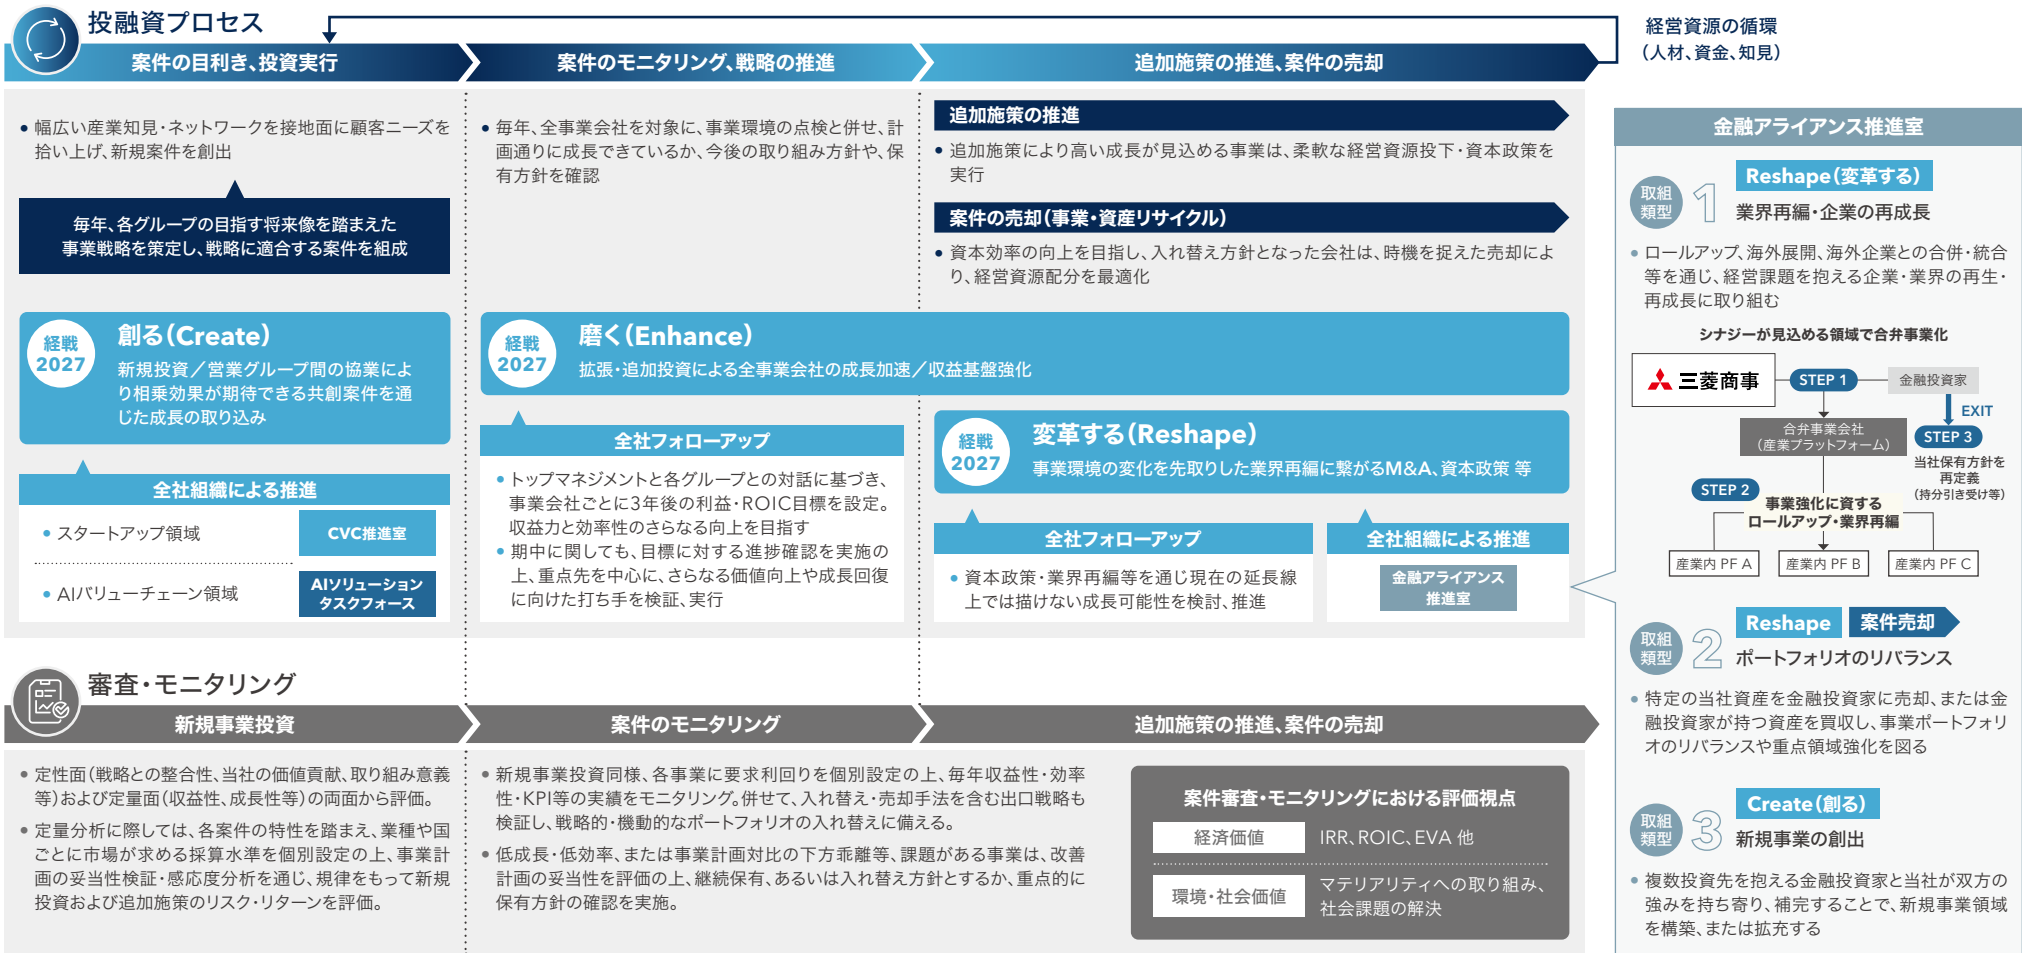 投融資プロセス
経営資源の循環
（人材、資金、知見）
案件の目利き、投資実行
案件のモニタリング、戦略の推進
追加施策の推進、案件の売却
• 幅広い産業知見・ネットワークを接地面に顧客ニーズを
拾い上げ、新規案件を創出
毎年、各グループの目指す将来像を踏まえた
事業戦略を策定し、戦略に適合する案件を組成
• 毎年、全事業会社を対象に、事業環境の点検と併せ、計
画通りに成長できているか、今後の取り組み方針や、保
有方針を確認
追加施策の推進
• 追加施策により高い成長が見込める事業は、柔軟な経営資源投下・資本政策を
実行
案件の売却（事業・資産リサイクル）
• 資本効率の向上を目指し、入れ替え方針となった会社は、時機を捉えた売却によ
り、経営資源配分を最適化
経戦
2027
創る（Create）
新規投資／営業グループ間の協業によ
り相乗効果が期待できる共創案件を通
じた成長の取り込み
経戦
2027
磨く（Enhance）
拡張・追加投資による全事業会社の成長加速／収益基盤強化
経戦
2027
変革する（Reshape）
事業環境の変化を先取りした業界再編に繋がるM&A、資本政策 等
全社組織による推進
• スタートアップ領域
CVC推進室
• AIバリューチェーン領域
AIソリューション
タスクフォース
全社フォローアップ
• トップマネジメントと各グループとの対話に基づき、
事業会社ごとに3年後の利益・ROIC目標を設定。
収益力と効率性のさらなる向上を目指す
• 期中に関しても、目標に対する進捗確認を実施の
上、重点先を中心に、さらなる価値向上や成長回復
に向けた打ち手を検証、実行
全社フォローアップ
• 資本政策・業界再編等を通じ現在の延長線
上では描けない成長可能性を検討、推進
全社組織による推進
金融アライアンス
推進室
審査・モニタリング
新規事業投資
案件のモニタリング
追加施策の推進、案件の売却
• 定性面（戦略との整合性、当社の価値貢献、取り組み意義
等）および定量面（収益性、成長性等）の両面から評価。
• 定量分析に際しては、各案件の特性を踏まえ、業種や国
ごとに市場が求める採算水準を個別設定の上、事業計
画の妥当性検証・感応度分析を通じ、規律をもって新規
投資および追加施策のリスク・リターンを評価。
• 新規事業投資同様、各事業に要求利回りを個別設定の上、毎年収益性・効率
性・KPI等の実績をモニタリング。併せて、入れ替え・売却手法を含む出口戦略も
検証し、戦略的・機動的なポートフォリオの入れ替えに備える。
• 低成長・低効率、または事業計画対比の下方乖離等、課題がある事業は、改善
計画の妥当性を評価の上、継続保有、あるいは入れ替え方針とするか、重点的に
保有方針の確認を実施。
案件審査・モニタリングにおける評価視点
経済価値
IRR、ROIC、EVA 他
環境・社会価値
マテリアリティへの取り組み、
社会課題の解決
金融アライアンス推進室
取組
類型
1
Reshape（変革する）
業界再編・企業の再成長
• ロールアップ、海外展開、海外企業との合併・統合
等を通じ、経営課題を抱える企業・業界の再生・
再成長に取り組む
シナジーが見込める領域で合弁事業化
三菱商事
STEP 1
金融投資家
EXIT
合弁事業会社
（産業プラットフォーム）
STEP 3
当社保有方針を
再定義
（持分引き受け等）
STEP 2
事業強化に資する
ロールアップ・業界再編
産業内 PF A
産業内 PF B
産業内 PF C
取組
類型
2
Reshape
案件売却
ポートフォリオのリバランス
• 特定の当社資産を金融投資家に売却、または金
融投資家が持つ資産を買収し、事業ポートフォリ
オのリバランスや重点領域強化を図る
取組
類型
3
Create（創る）
新規事業の創出
• 複数投資先を抱える金融投資家と当社が双方の
強みを持ち寄り、補完することで、新規事業領域
を構築、または拡充する